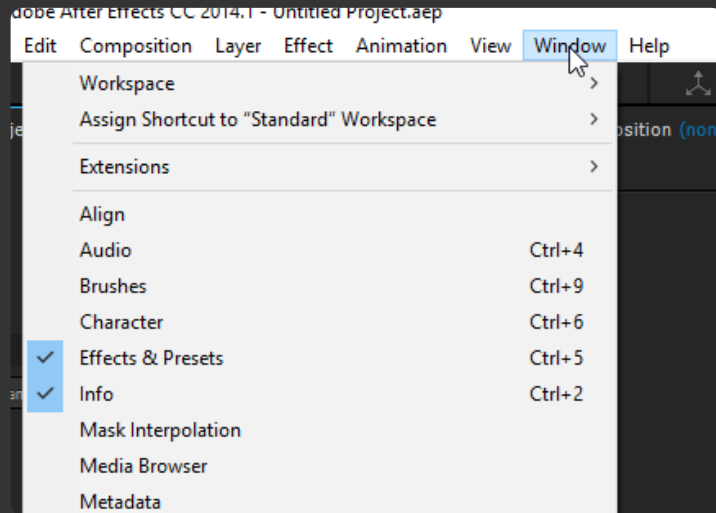 Adobe After Effects CC 2014.1 - Untitled Project.aep
Edit Composition Layer Effect Animation View Window Help
Workspace
Assign Shortcut to “Standard” Workspace
osition (non
Extensions
Align
Audio Ctrl+4
Brushes Ctrl+9
Character Ctrl+6
Effects & Presets Ctrl+5
Info Ctrl+2
Mask Interpolation
Media Browser
Metadata